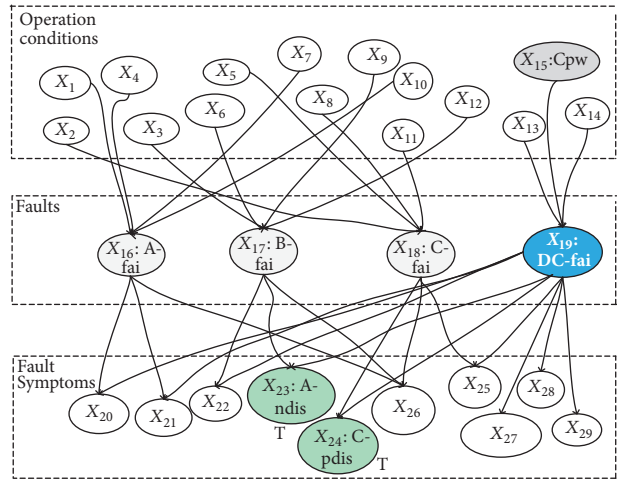 Operation
conditions
X1
X4
X5
X7
X9
X10
X15:Cpw
X2
X3
X6
X8
X11
X12
X13
X14
Faults
X16: A-
fai
X17: B-
fai
X18: C-
fai
X19:
DC-fai
Fault
Symptoms
X20
X21
X22
X23: A-
ndis
T
X24: C-
pdis
T
X26
X25
X27
X28
X29